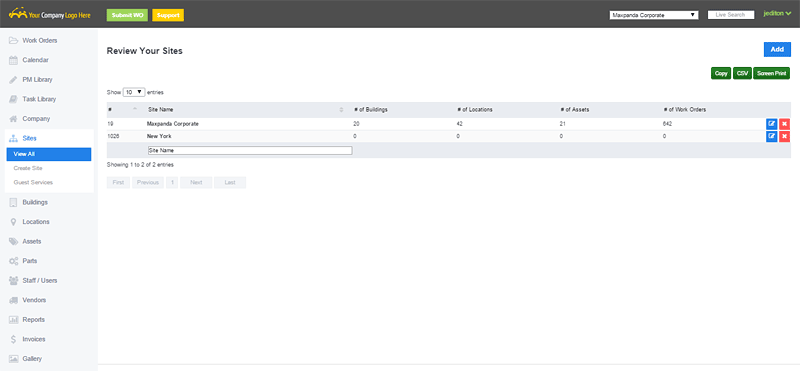 Your Company Logo Here
Submit WO
Support
Maxpanda Corporate
Live Search
jediton
Work Orders
Calendar
PM Library
Task Library
Company
Sites
View All
Create Site
Guest Services
Buildings
Locations
Assets
Parts
Staff / Users
Vendors
Reports
Invoices
Gallery
Review Your Sites
Add
Copy
CSV
Screen Print
Show 10 entries
# Site Name # of Buildings # of Locations # of Assets # of Work Orders
19 Maxpanda Corporate 20 42 21 642
1026 New York 0 0 0 0
Site Name
Showing 1 to 2 of 2 entries
First Previous 1 Next Last